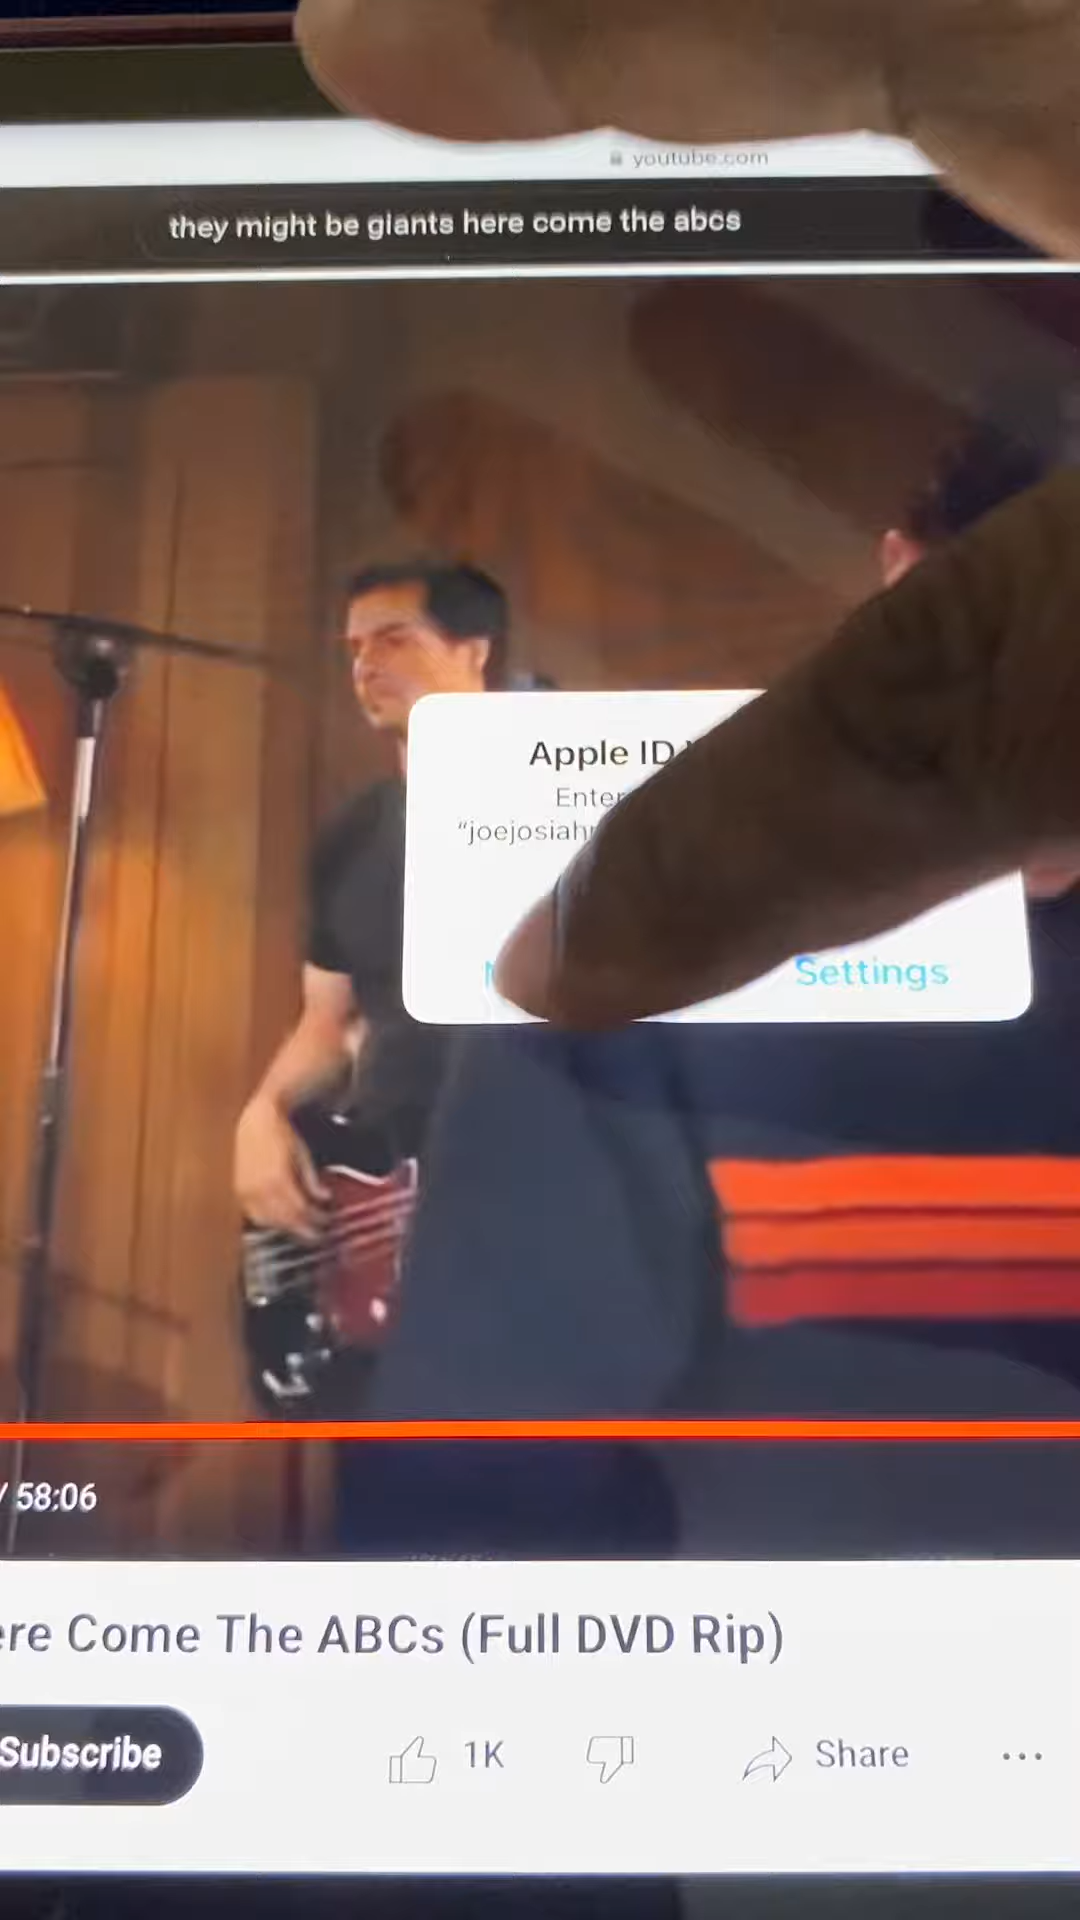 youtube.com
they might be giants here come the abcs
Apple ID
Enter
“joejosiah
Settings
/ 58:06
ere Come The ABCs (Full DVD Rip)
Subscribe
1K
Share